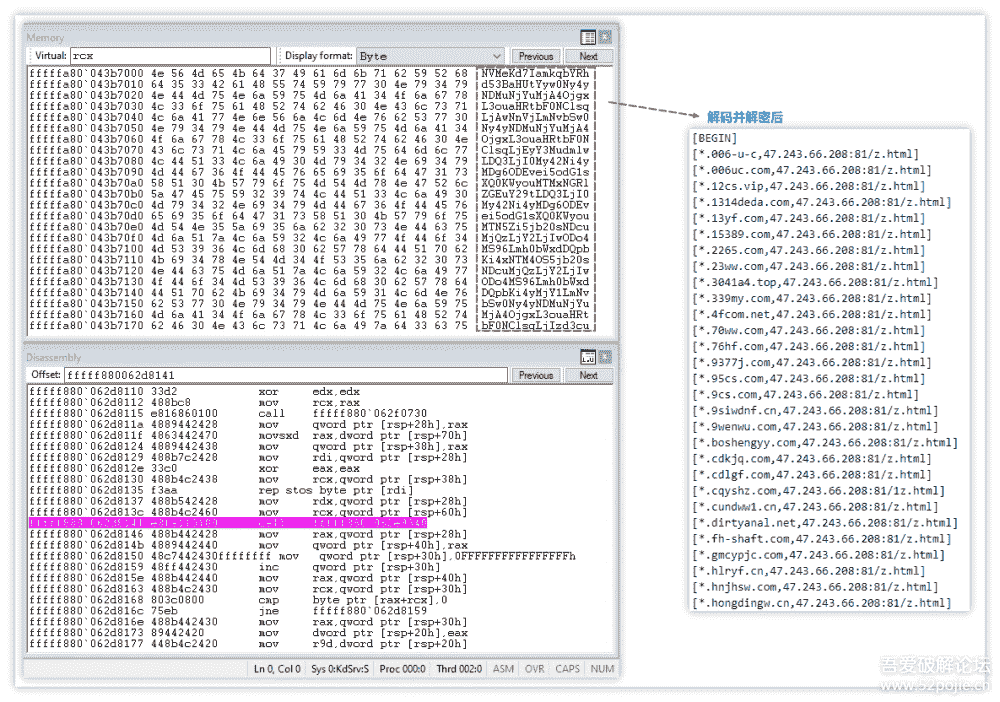 Memory
Virtual: rcx Display format: Byte Previous Next
fffffa80`043b7000 4e 56 4d 65 4b 64 37 49 61 6d 6b 71 62 59 52 68 NVMeKd7IamkqbYRh
fffffa80`043b7010 64 35 33 42 61 48 55 74 59 79 77 30 4e 79 34 79 d53BaHUtYyw0Ny4y
fffffa80`043b7020 4e 44 4d 75 4e 6a 59 75 4d 6a 41 34 4f 6a 67 78 NDMuNjYuMjA4Ojgx
fffffa80`043b7030 4c 33 6f 75 61 48 52 74 62 46 30 4e 43 6c 73 71 L3ouaHRtbF0NClsq
fffffa80`043b7040 4c 6a 41 77 4e 6e 56 6a 4c 6d 4e 76 62 53 77 30 LjAwNnVjLmNvbSw0
fffffa80`043b7050 4e 79 34 79 4e 44 4d 75 4e 6a 59 75 4d 6a 41 34 Ny4yNDMuNjYuMjA4
fffffa80`043b7060 4f 6a 67 78 4c 33 6f 75 61 48 52 74 62 46 30 4e OjgxL3ouaHRtbF0N
fffffa80`043b7070 43 6c 73 71 4c 6a 45 79 59 33 4d 75 64 6d 6c 77 ClsqLjEyY3Mudmlw
fffffa80`043b7080 4c 44 51 33 4c 6a 49 30 4d 79 34 32 4e 69 34 79 LDQ3LjI0My42Ni4y
fffffa80`043b7090 4d 44 67 36 4f 44 45 76 65 69 35 6f 64 47 31 73 MDg6ODEvei5odG1s
fffffa80`043b70a0 58 51 30 4b 57 79 6f 75 4d 54 4d 78 4e 47 52 6c XQ0KWyouMTMxNGRl
fffffa80`043b70b0 5a 47 45 75 59 32 39 74 4c 44 51 33 4c 6a 49 30 ZGEuY29tLDQ3LjI0
fffffa80`043b70c0 4d 79 34 32 4e 69 34 79 4d 44 67 36 4f 44 45 76 My42Ni4yMDg6ODEv
fffffa80`043b70d0 65 69 35 6f 64 47 31 73 58 51 30 4b 57 79 6f 75 ei5odG1sXQ0KWyou
fffffa80`043b70e0 4d 54 4e 35 5a 69 35 6a 62 32 30 73 4e 44 63 75 MTN5Zi5jb20sNDcu
fffffa80`043b70f0 4d 6a 51 7a 4c 6a 59 32 4c 6a 49 77 4f 44 6f 34 MjQzLjY2LjIwODo4
fffffa80`043b7100 4d 53 39 36 4c 6d 68 30 62 57 78 64 44 51 70 62 MS96Lmh0bWxdDQpb
fffffa80`043b7110 4b 69 34 78 4e 54 4d 34 4f 53 35 6a 62 32 30 73 Ki4xNTM4OS5jb20s
fffffa80`043b7120 4e 44 63 75 4d 6a 51 7a 4c 6a 59 32 4c 6a 49 77 NDcuMjQzLjY2LjIw
fffffa80`043b7130 4f 44 6f 34 4d 53 39 36 4c 6d 68 30 62 57 78 64 ODo4MS96Lmh0bWxd
fffffa80`043b7140 44 51 70 62 4b 69 34 79 4d 6a 59 31 4c 6d 4e 76 DQpbKi4yMjY1LmNv
fffffa80`043b7150 62 53 77 30 4e 79 34 79 4e 44 4d 75 4e 6a 59 75 bSw0Ny4yNDMuNjYu
fffffa80`043b7160 4d 6a 41 34 4f 6a 67 78 4c 33 6f 75 61 48 52 74 MjA4OjgxL3ouaHRt
fffffa80`043b7170 62 46 30 4e 43 6c 73 71 4c 6a 49 7a 64 33 63 75 bF0NClsqLjIzd3cu
Disassembly
Offset: fffff880062d8141 Previous Next
fffff880`062d8110 33d2 xor edx,edx
fffff880`062d8112 488bc8 mov rcx,rax
fffff880`062d8115 e816860100 call fffff880`062f0730
fffff880`062d811a 4889442428 mov qword ptr [rsp+28h],rax
fffff880`062d811f 4863442470 movsxd rax,dword ptr [rsp+70h]
fffff880`062d8124 4889442438 mov qword ptr [rsp+38h],rax
fffff880`062d8129 488b7c2428 mov rdi,qword ptr [rsp+28h]
fffff880`062d812e 33c0 xor eax,eax
fffff880`062d8130 488b4c2438 mov rcx,qword ptr [rsp+38h]
fffff880`062d8135 f3aa rep stos byte ptr [rdi]
fffff880`062d8137 488b542428 mov rdx,qword ptr [rsp+28h]
fffff880`062d813c 488b4c2460 mov rcx,qword ptr [rsp+60h]
fffff880`062d8146 488b442428 mov rax,qword ptr [rsp+28h]
fffff880`062d814b 4889442440 mov qword ptr [rsp+40h],rax
fffff880`062d8150 48c7442430ffffffff mov qword ptr [rsp+30h],0FFFFFFFFFFFFFFFFh
fffff880`062d8159 48ff442430 inc qword ptr [rsp+30h]
fffff880`062d815e 488b442440 mov rax,qword ptr [rsp+40h]
fffff880`062d8163 488b4c2430 mov rcx,qword ptr [rsp+30h]
fffff880`062d8168 803c0800 cmp byte ptr [rax+rcx],0
fffff880`062d816c 75eb jne fffff880`062d8159
fffff880`062d816e 488b442430 mov rax,qword ptr [rsp+30h]
fffff880`062d8173 89442420 mov dword ptr [rsp+20h],eax
fffff880`062d8177 448b4c2420 mov r9d,dword ptr [rsp+20h]
Ln 0, Col 0 Sys 0:KdSrv:S Proc 000:0 Thrd 002:0 ASM OVR CAPS NUM
解码并解密后
[BEGIN]
[*.006-u-c,47.243.66.208:81/z.html]
[*.006uc.com,47.243.66.208:81/z.html]
[*.12cs.vip,47.243.66.208:81/z.html]
[*.1314deda.com,47.243.66.208:81/z.html]
[*.13yf.com,47.243.66.208:81/z.html]
[*.15389.com,47.243.66.208:81/z.html]
[*.2265.com,47.243.66.208:81/z.html]
[*.23ww.com,47.243.66.208:81/z.html]
[*.3041a4.top,47.243.66.208:81/z.html]
[*.339my.com,47.243.66.208:81/z.html]
[*.4fcom.net,47.243.66.208:81/z.html]
[*.70ww.com,47.243.66.208:81/z.html]
[*.76hf.com,47.243.66.208:81/z.html]
[*.9377j.com,47.243.66.208:81/z.html]
[*.95cs.com,47.243.66.208:81/z.html]
[*.9cs.com,47.243.66.208:81/z.html]
[*.9siwdnf.cn,47.243.66.208:81/z.html]
[*.9wenwu.com,47.243.66.208:81/z.html]
[*.boshengyy.com,47.243.66.208:81/z.html]
[*.cdkjq.com,47.243.66.208:81/z.html]
[*.cdlgf.com,47.243.66.208:81/z.html]
[*.cqyshz.com,47.243.66.208:81/1z.html]
[*.cundww1.cn,47.243.66.208:81/z.html]
[*.dirtyanal.net,47.243.66.208:81/z.html]
[*.fh-shaft.com,47.243.66.208:81/z.html]
[*.gmcypjc.com,47.243.66.208:81/z.html]
[*.hlryf.cn,47.243.66.208:81/z.html]
[*.hnjhsw.com,47.243.66.208:81/z.html]
[*.hongdingw.cn,47.243.66.208:81/z.html]
吾爱破解论坛
www.52pojie.cn